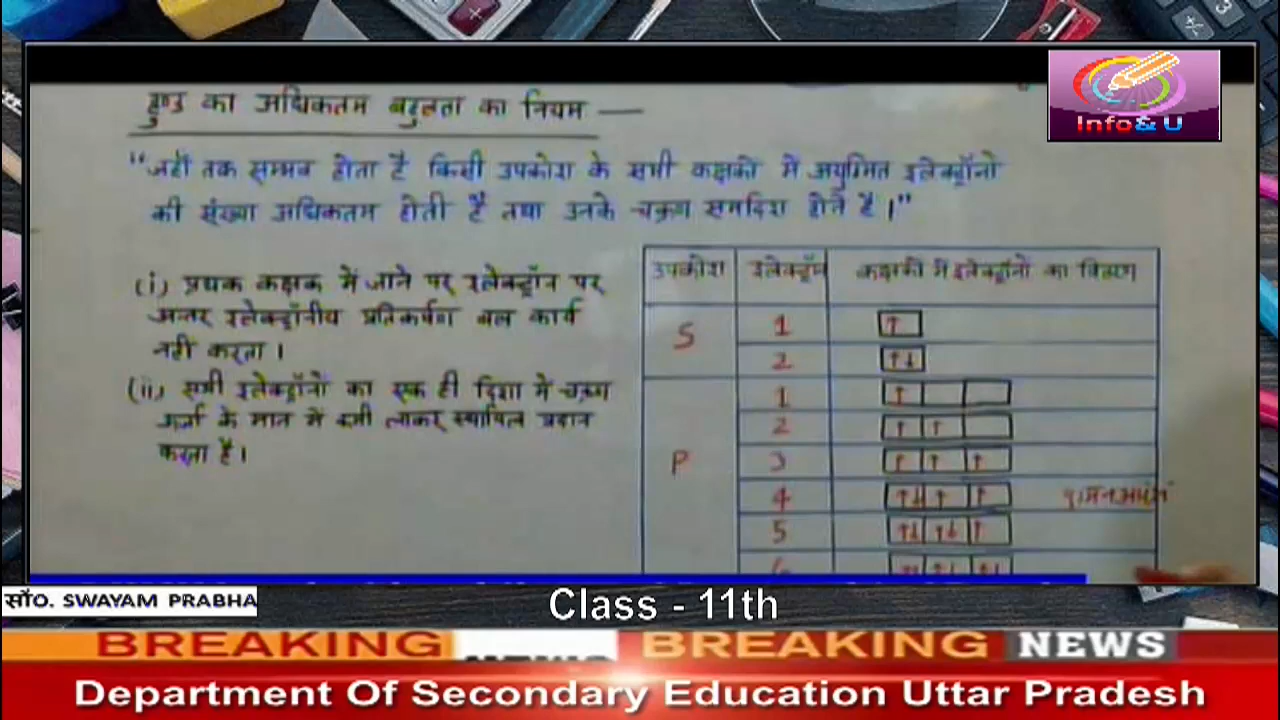 Info & U
हुण्ड का अधिकतम बहुलता का नियम —
"जहाँ तक सम्भव होता है किसी उपकोश के सभी कक्षकों में अयुग्मित इलेक्ट्रॉनो
की संख्या अधिकतम होती है तथा उनके चक्रण समदिश होते है।"
(i) प्रथक कक्षक में जाने पर इलेक्ट्रॉन पर
अन्तर इलेक्ट्रॉनीय प्रतिकर्षण बल कार्य
नही करता।
(ii) सभी इलेक्ट्रॉनों का एक ही दिशा मे चक्रण
ऊर्जा के मान मे कमी लाकर स्थायित्व प्रदान
करता है।
उपकोश इलेक्ट्रॉन कक्षकों में इलेक्ट्रॉनों का वितरण
S 1 ↑
2 ↑↓
P 1 ↑
2 ↑ ↑
3 ↑ ↑ ↑
4 ↑↓ ↑ ↑
5 ↑↓ ↑↓ ↑
6 ↑↓ ↑↓ ↑↓
सॉO. SWAYAM PRABHA
Class - 11th
BREAKING NEWS BREAKING NEWS
Department Of Secondary Education Uttar Pradesh